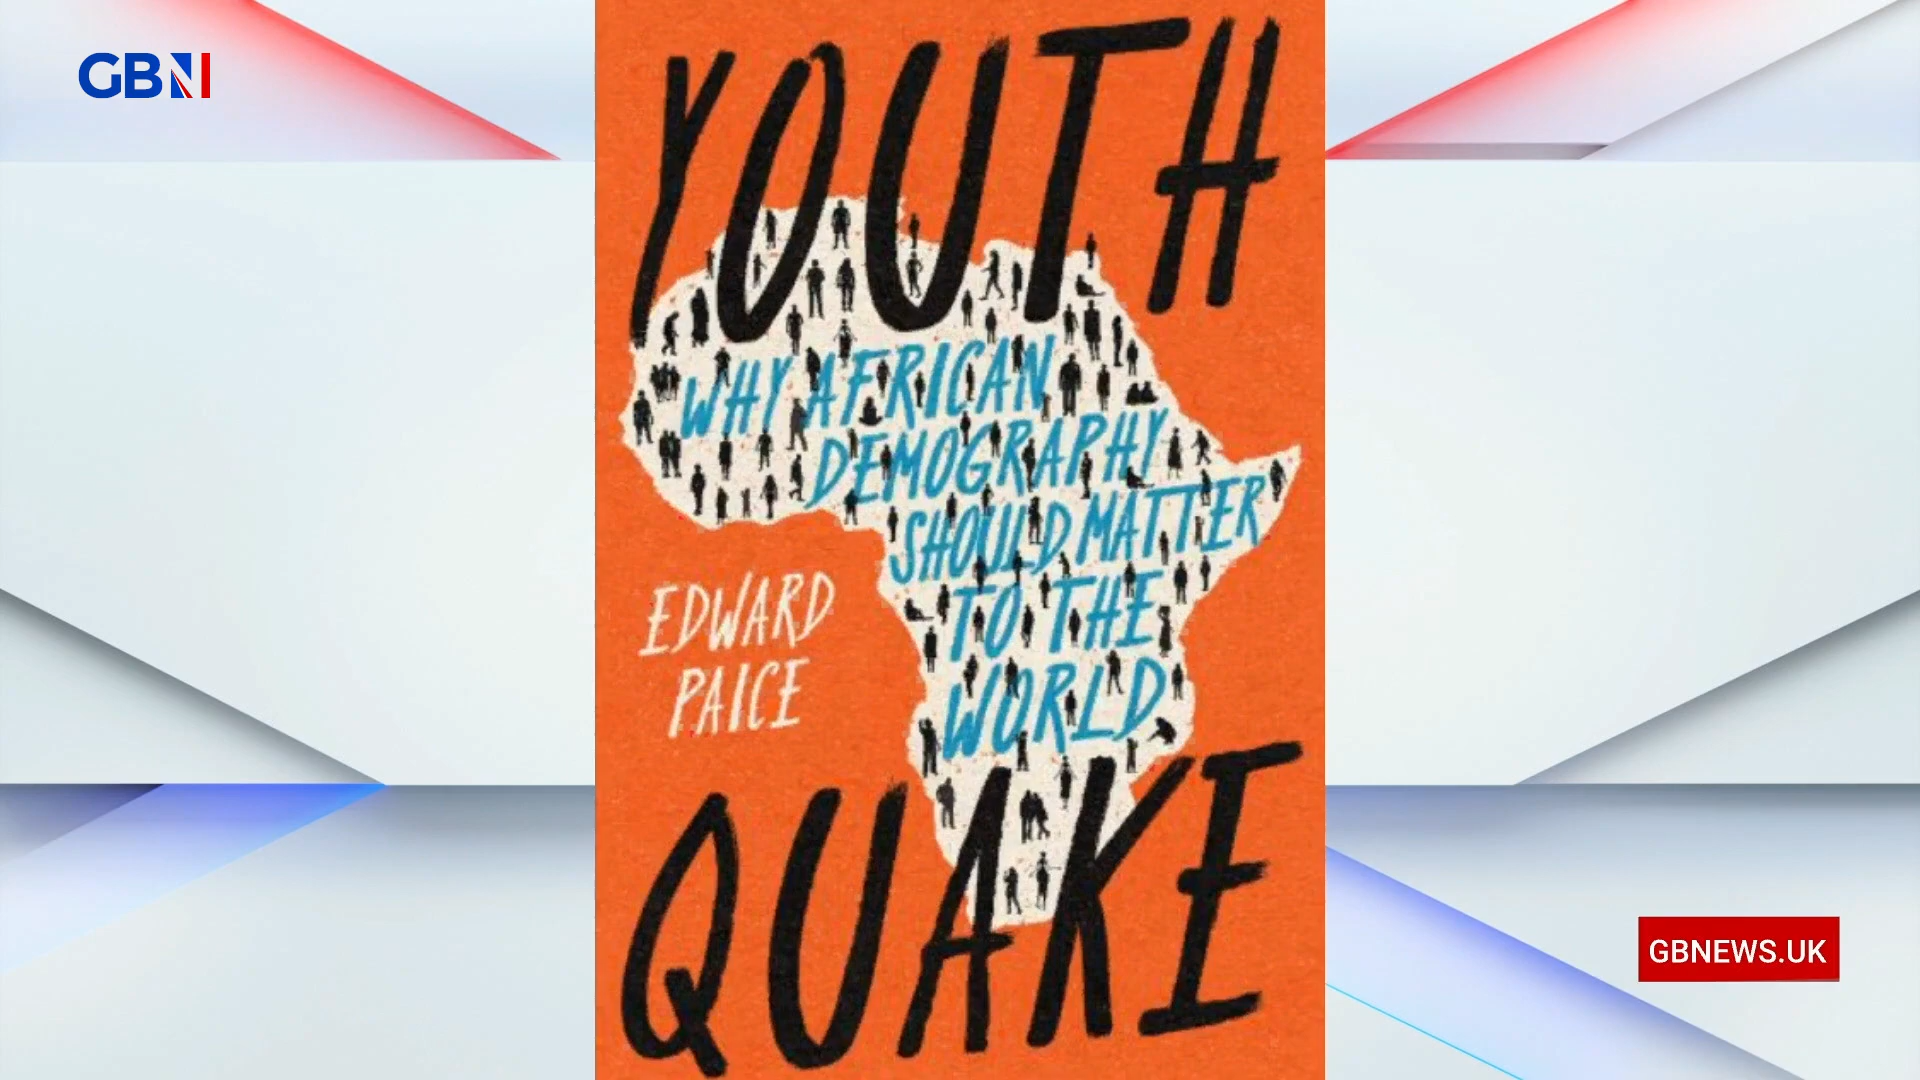 GBN
YOUTH
WHY AFRICAN
DEMOGRAPHY
SHOULD MATTER
TO THE
WORLD
EDWARD
PAICE
QUAKE
GBNEWS.UK